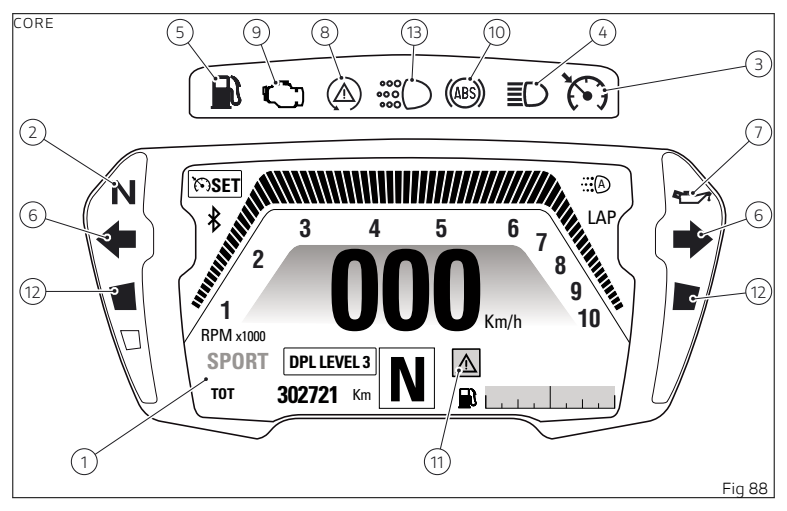 CORE
5 9 8 13 10 4
3
ABS
2 7
N
SET
A
LAP
6 6
3 4 5 6
2 7
8
12 12
9
1 10
000 Km/h
RPM x1000
SPORT DPL LEVEL 3 N
TOT 302721 Km
1 11
Fig 88